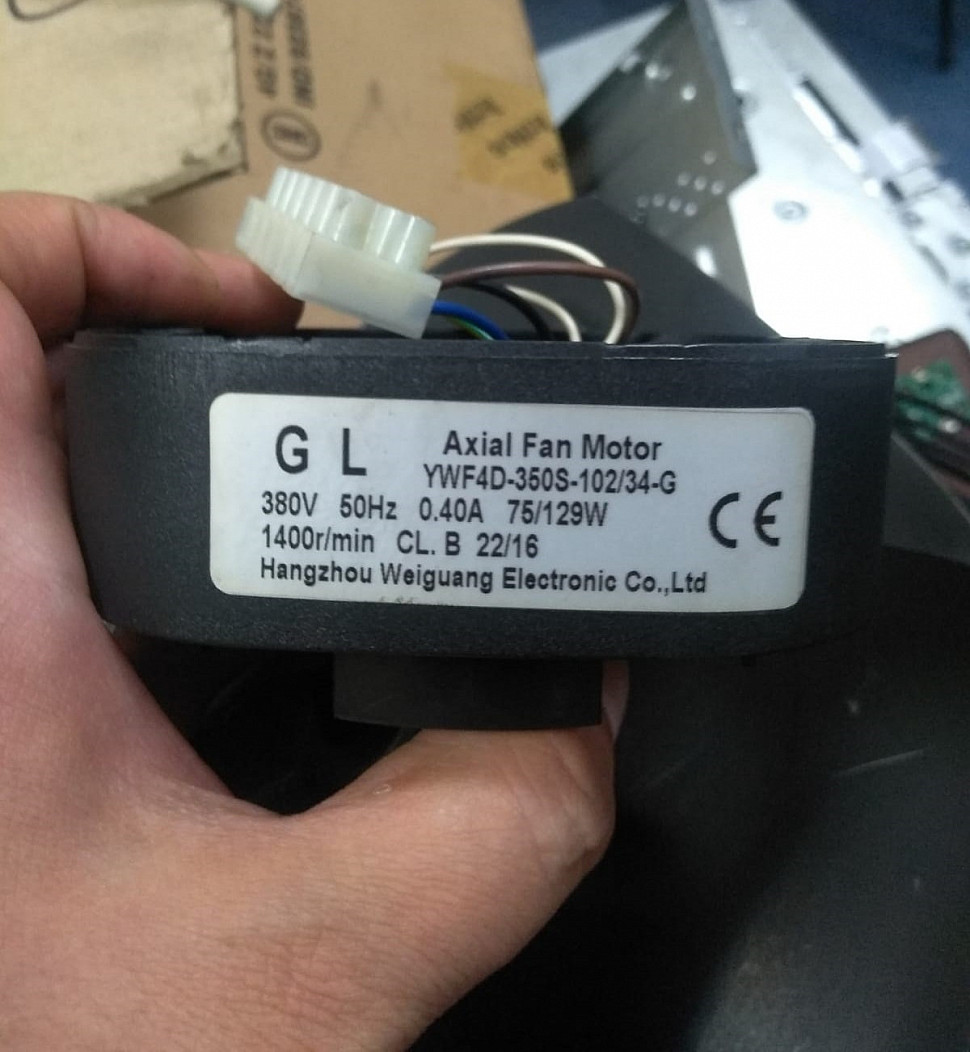 G L
Axial Fan Motor
YWF4D-350S-102/34-G
380V 50Hz 0.40A 75/129W
1400r/min CL. B 22/16
Hangzhou Weiguang Electronic Co.,Ltd
CE